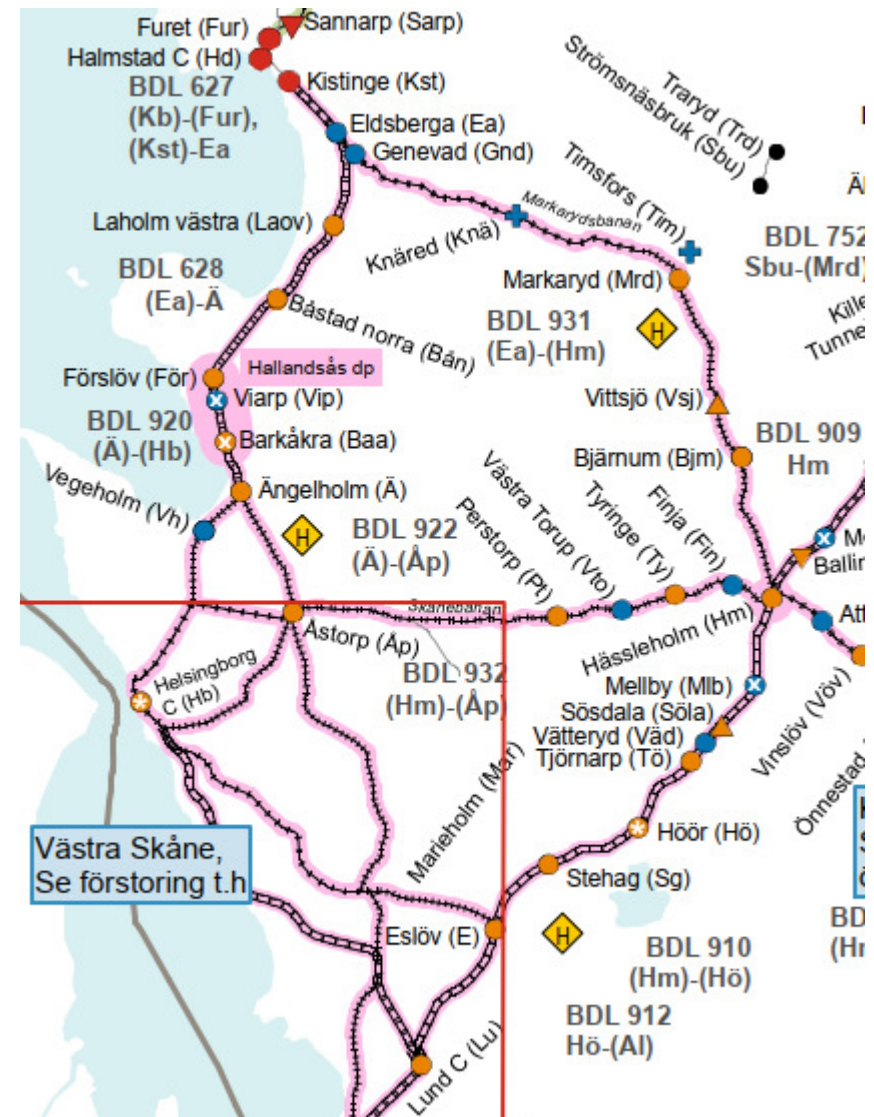 Furet (Fur)
Sannarp (Sarp)
Halmstad C (Hd)
Kistinge (Kst)
BDL 627
(Kb)-(Fur),
(Kst)-Ea
Eldsberga (Ea)
Genevad (Gnd)
Strömsnäsbruk (Sbu)
Traryd (Trd)
Timsfors (Tim)
Markarydsbanan
Knäred (Knä)
Laholm västra (Laov)
BDL 628
(Ea)-Ä
Båstad norra (Bån)
Markaryd (Mrd)
BDL 752
Sbu-(Mrd)
BDL 931
(Ea)-(Hm)
H
Kille
Tunne
Hallandsås dp
Förslöv (För)
Viarp (Vip)
BDL 920
(Ä)-(Hb)
Barkåkra (Baa)
Vittsjö (Vsj)
BDL 909
Hm
Bjärnum (Bjm)
Ängelholm (Ä)
Vegeholm (Vh)
H
BDL 922
(Ä)-(Åp)
Perstorp (Pt)
Västra Torup (Vto)
Tyringe (Ty)
Finja (Fin)
Ballin
Skånebanan
Åstorp (Åp)
BDL 932
(Hm)-(Åp)
Hässleholm (Hm)
Att
Helsingborg
C (Hb)
Mellby (Mlb)
Sösdala (Söla)
Vätteryd (Väd)
Tjörnarp (Tö)
Vinslöv (Vöv)
Önnestad
Marieholm (Mar)
Höör (Hö)
Västra Skåne,
Se förstoring t.h
Stehag (Sg)
Eslöv (E)
H
BDL 910
(Hm)-(Hö)
BDL 912
Hö-(Al)
Lund C (Lu)